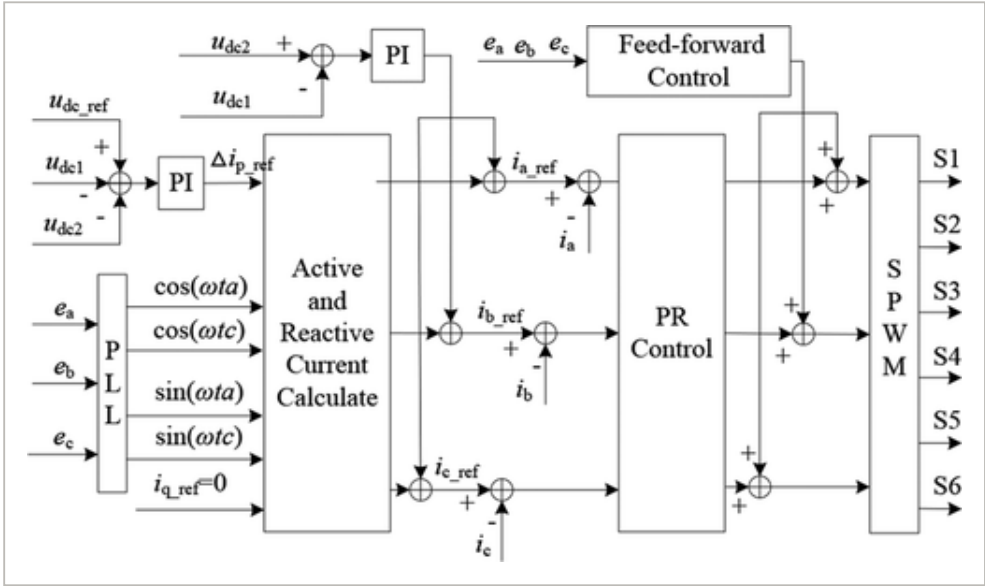 u_dc2
+
PI
-
u_dc1
e_a e_b e_c
Feed-forward
Control
u_dc_ref
+
u_dc1
-
-
u_dc2
PI
Δi_p_ref
Active
and
Reactive
Current
Calculate
i_a_ref
+
-
i_a
i_b_ref
+
-
i_b
i_c_ref
+
-
i_c
PR
Control
+
+
+
+
+
+
S
P
W
M
S1
S2
S3
S4
S5
S6
e_a
e_b
e_c
P
L
L
cos(ωta)
cos(ωtc)
sin(ωta)
sin(ωtc)
i_q_ref=0